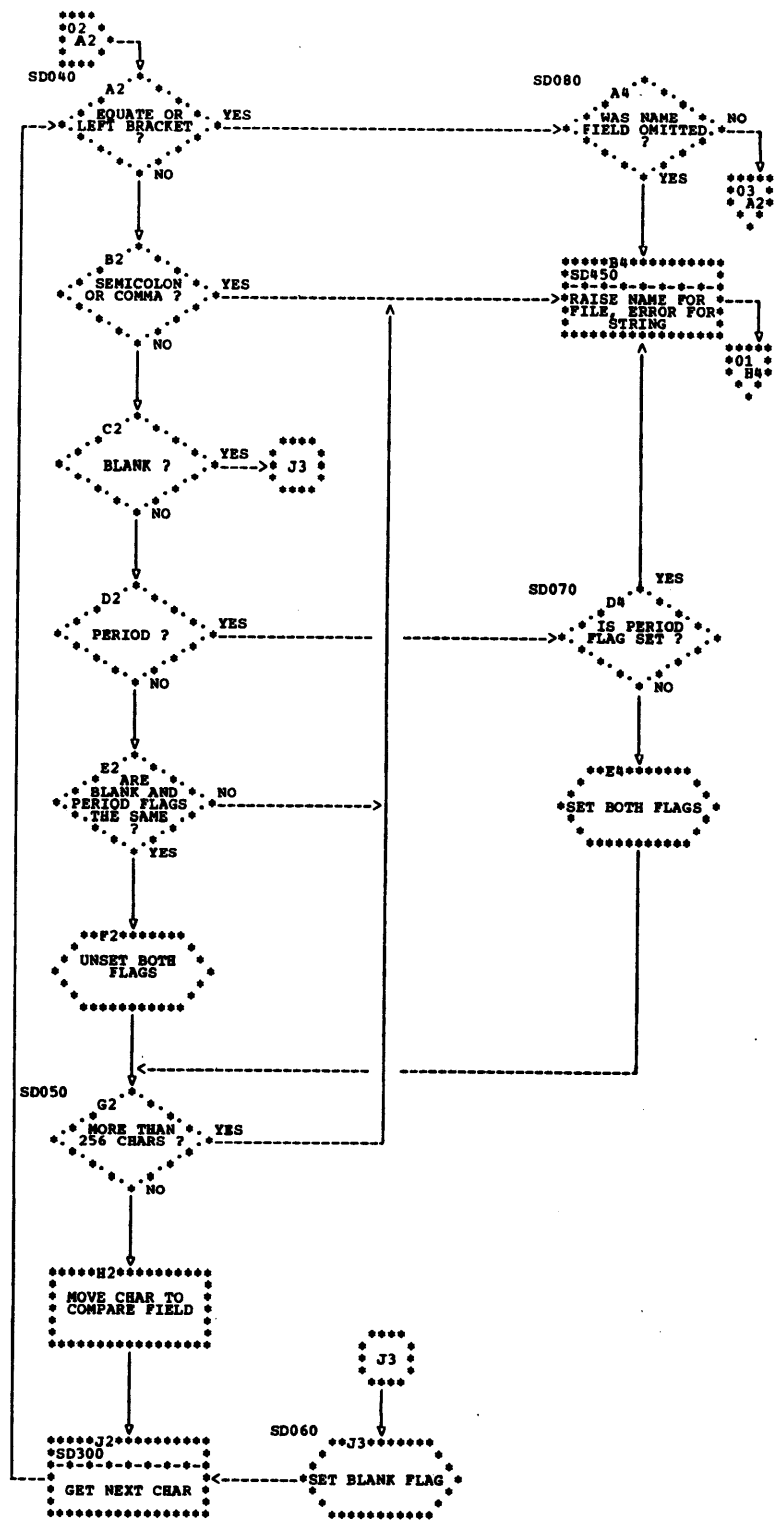 02
A2
SD040
A2
EQUATE OR
LEFT BRACKET
?
YES
NO
SD080
A4
WAS NAME
FIELD OMITTED
?
NO
YES
03
A2
B2
SEMICOLON
OR COMMA ?
YES
NO
B4
SD450
RAISE NAME FOR
FILE, ERROR FOR
STRING
01
H4
C2
BLANK ?
YES
J3
NO
D2
PERIOD ?
YES
NO
SD070
D4
IS PERIOD
FLAG SET ?
YES
NO
E2
ARE
BLANK AND
PERIOD FLAGS
THE SAME
?
NO
YES
E4
SET BOTH FLAGS
F2
UNSET BOTH
FLAGS
SD050
G2
MORE THAN
256 CHARS ?
YES
NO
H2
MOVE CHAR TO
COMPARE FIELD
J3
J2
SD300
GET NEXT CHAR
SD060
J3
SET BLANK FLAG